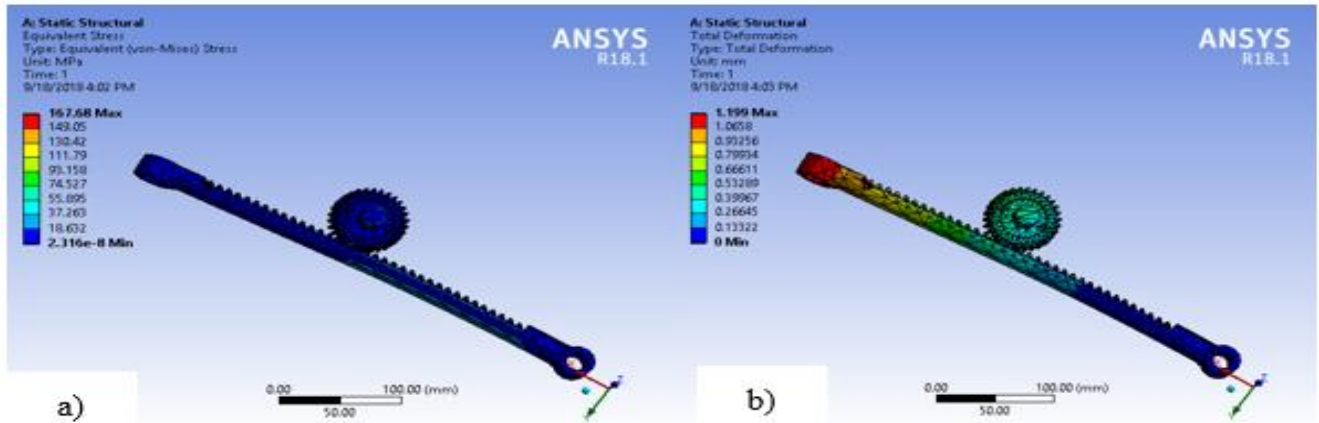 A: Static Structural
Equivalent Stress
Type: Equivalent (von-Mises) Stress
Unit: MPa
Time: 1
9/18/2018 4:02 PM
167.68 Max
149.05
130.42
111.79
93.158
74.527
55.895
37.263
18.632
2.316e-8 Min
ANSYS
R18.1
0.00
100.00 (mm)
50.00
a)
A: Static Structural
Total Deformation
Type: Total Deformation
Unit: mm
Time: 1
9/18/2018 4:03 PM
1.199 Max
1.0658
0.93256
0.79934
0.66611
0.53289
0.39967
0.26645
0.13322
0 Min
ANSYS
R18.1
0.00
100.00 (mm)
50.00
b)